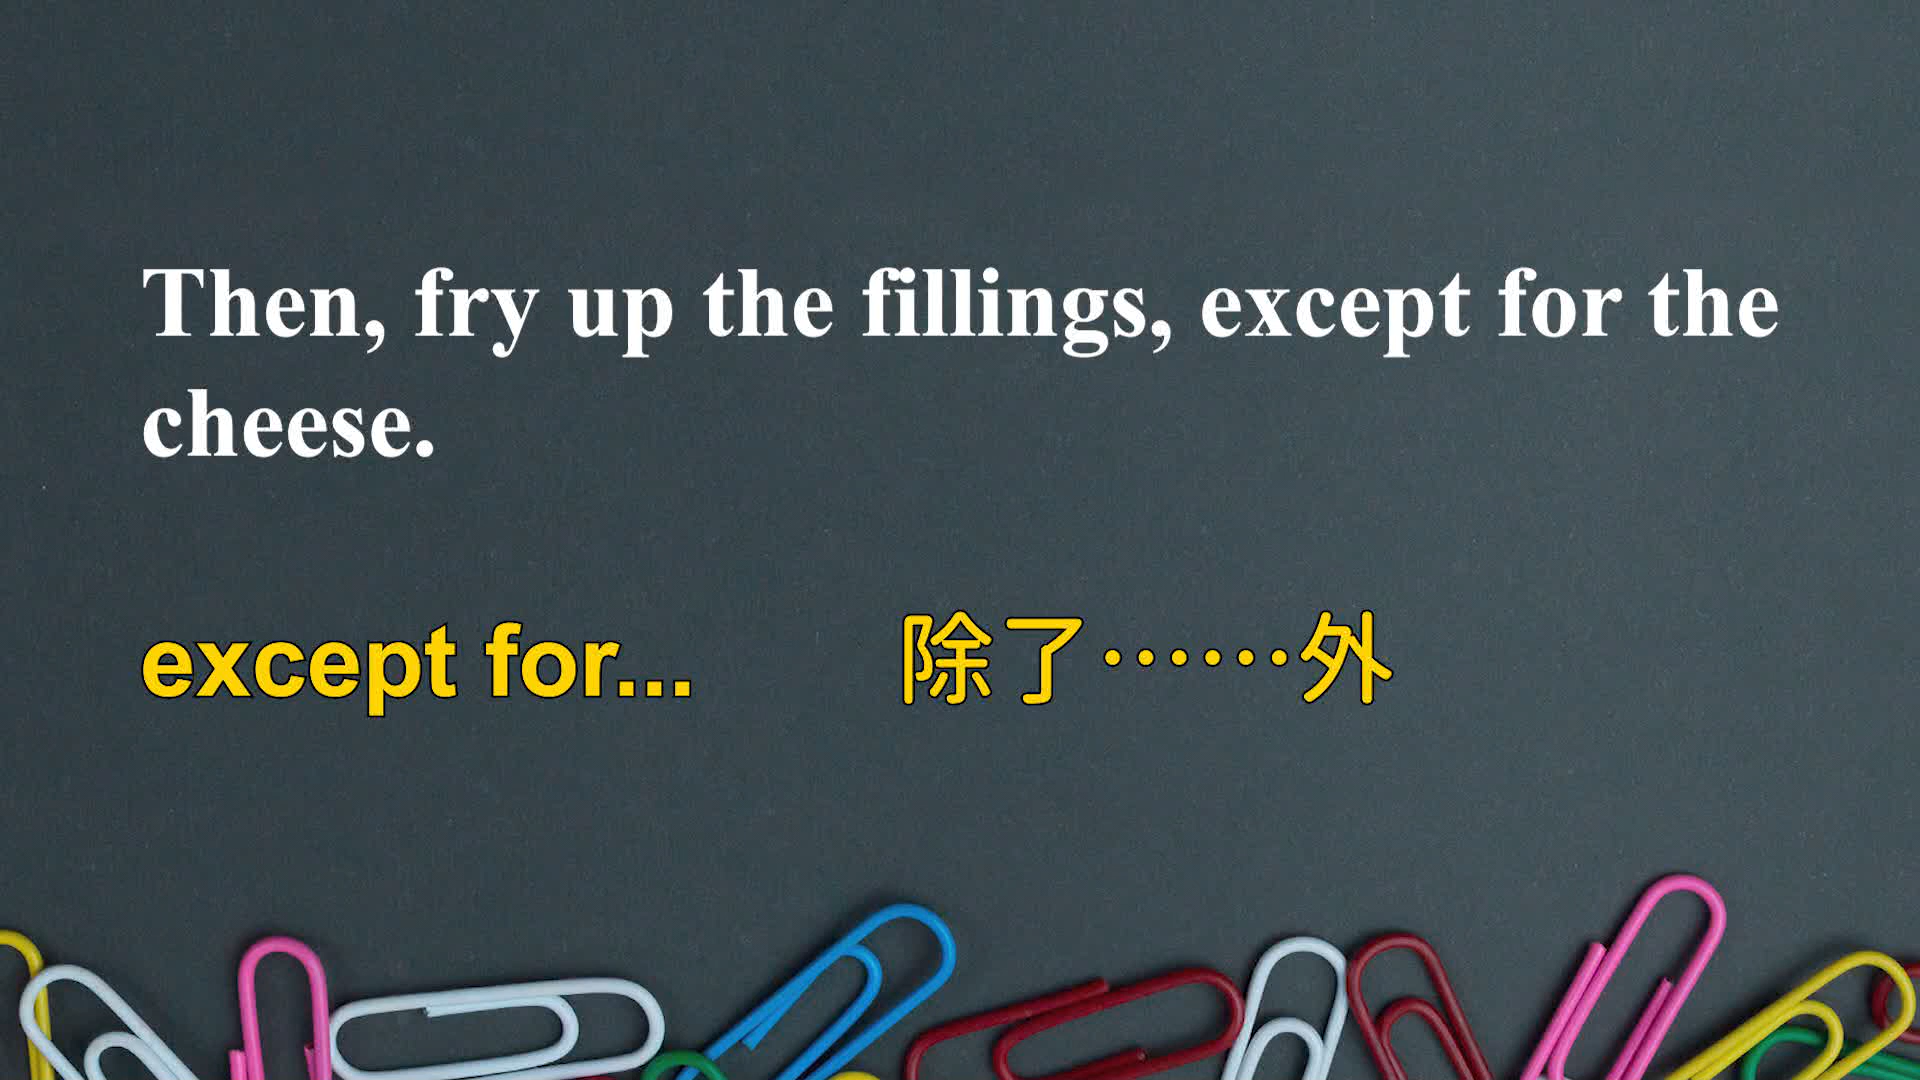 Then, fry up the fillings, except for the
cheese.
except for... 除了……外